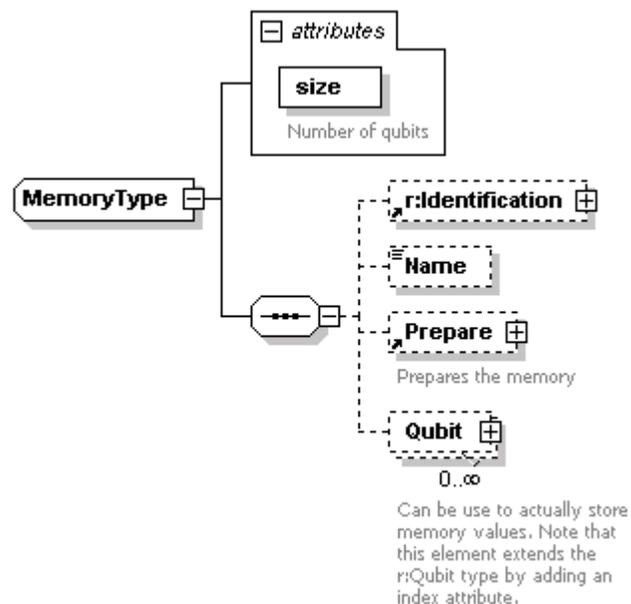 attributes
size
Number of qubits
MemoryType
r:Identification
Name
Prepare
Prepares the memory
Qubit
0..∞
Can be use to actually store
memory values. Note that
this element extends the
r:Qubit type by adding an
index attribute.